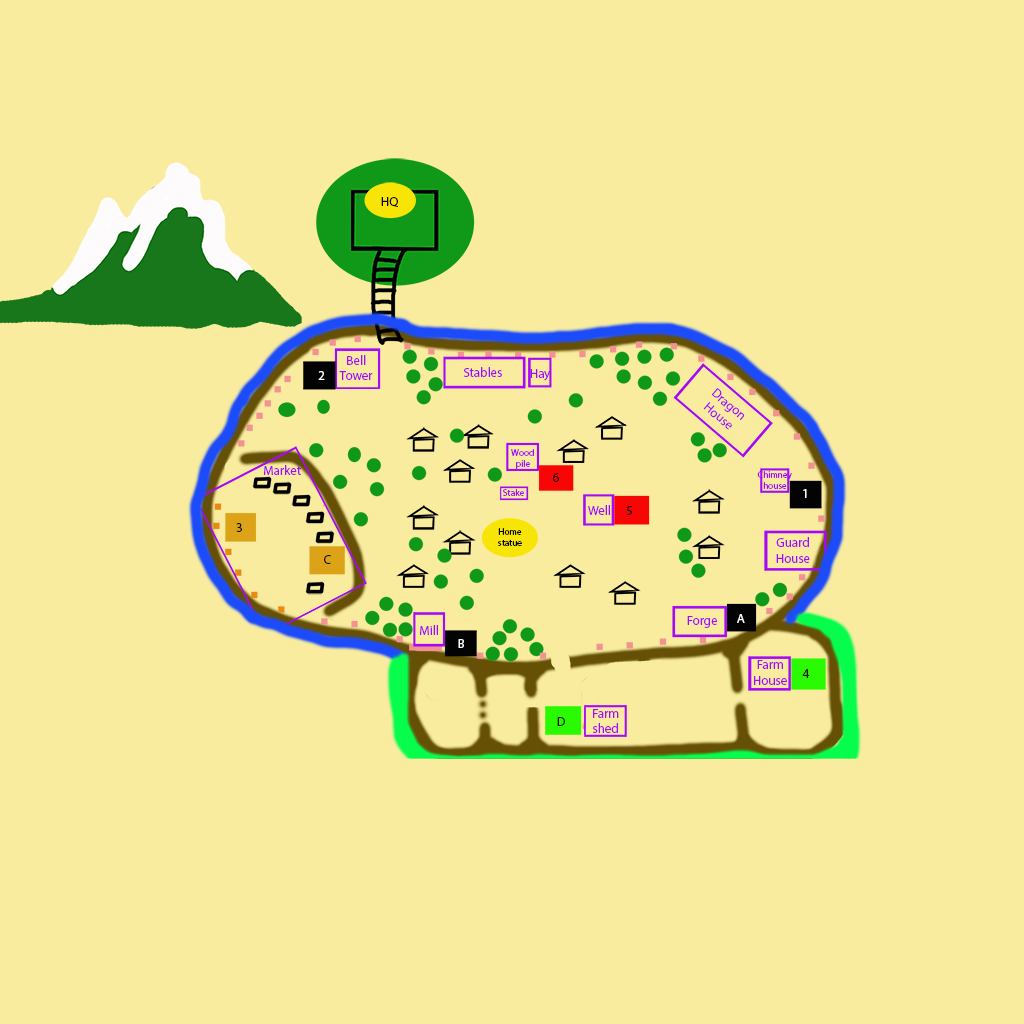 HQ
Bell
Tower
2
Stables
Hay
Dragon
House
Wood
pile
6
Stake
Market
Chimney
house
1
Well
5
3
Home
statue
Guard
House
C
Forge
A
Mill
B
Farm
House
4
D
Farm
shed